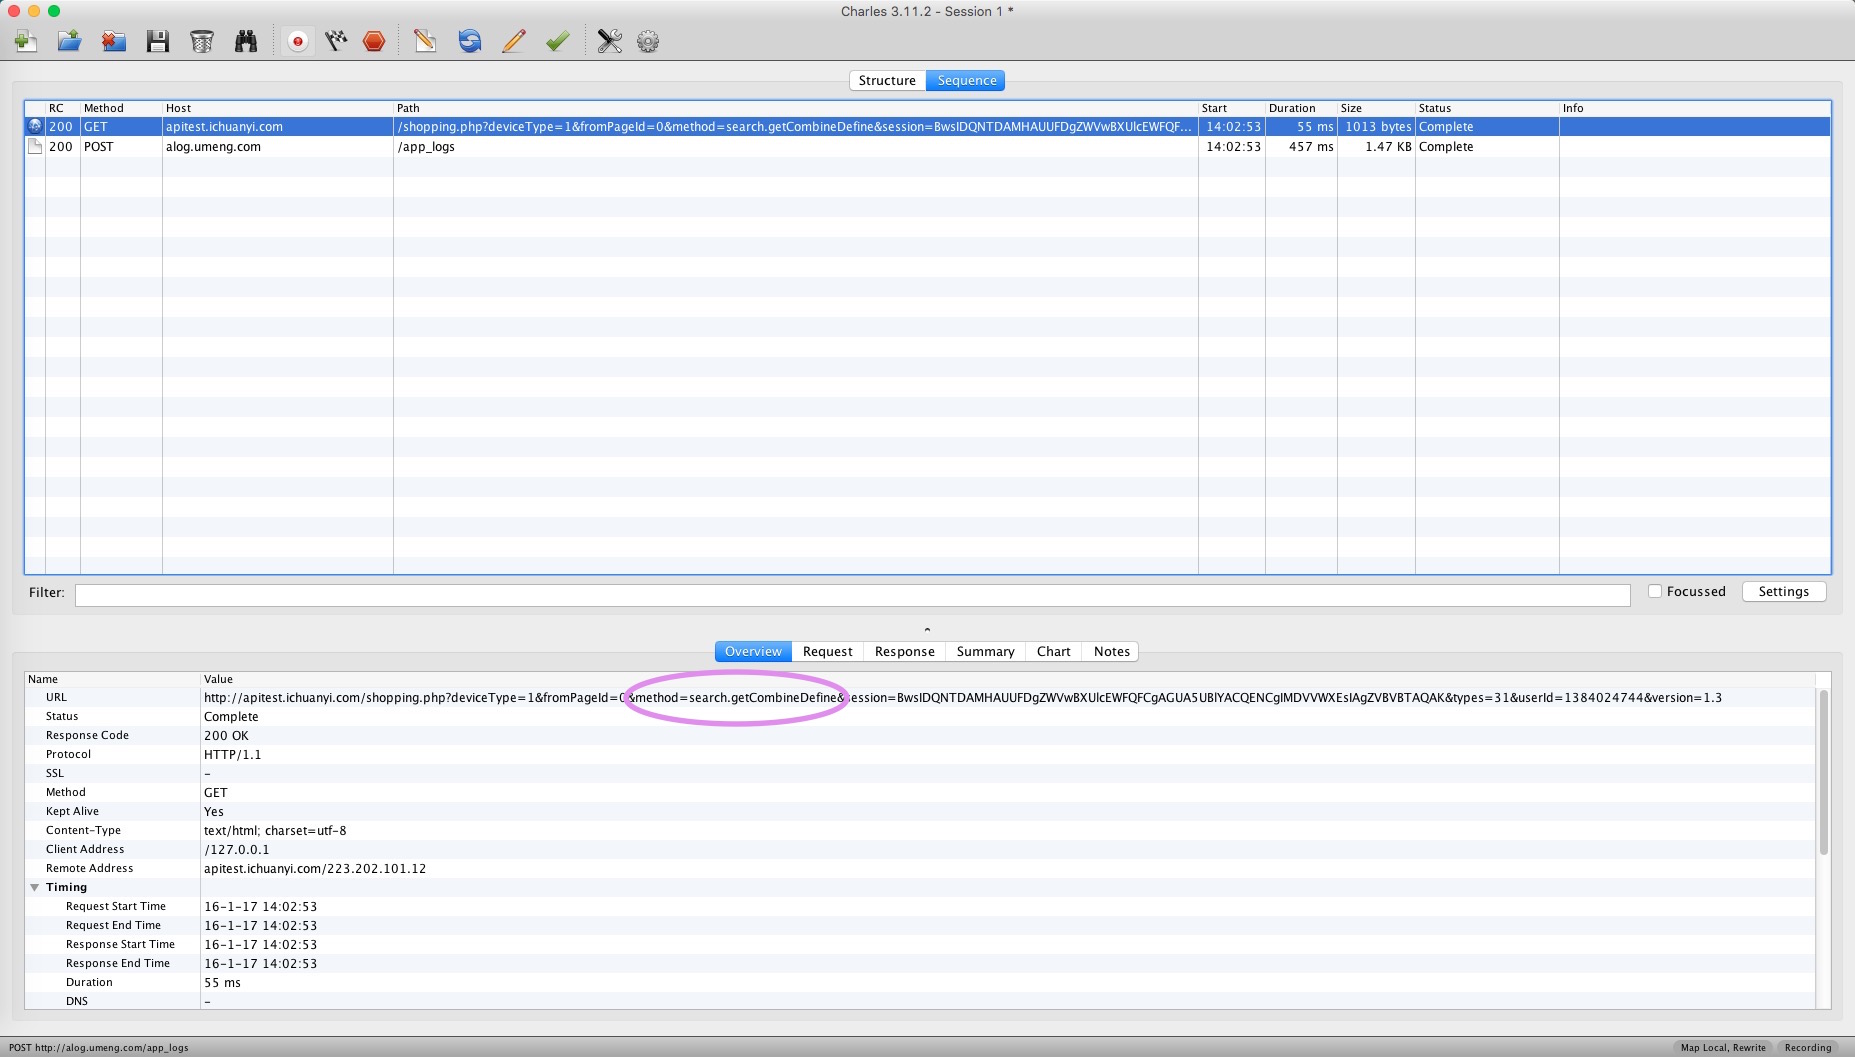 Charles 3.11.2 - Session 1 *
Structure Sequence
RC Method Host Path Start Duration Size Status Info
200 GET apitest.ichuanyi.com /shopping.php?deviceType=1&fromPageId=0&method=search.getCombineDefine&session=BwsIDQNTDAMHAUUFDgZWVwBXUlcEWFQF... 14:02:53 55 ms 1013 bytes Complete
200 POST alog.umeng.com /app_logs 14:02:53 457 ms 1.47 KB Complete
Filter: Focussed Settings
Overview Request Response Summary Chart Notes
Name Value
URL http://apitest.ichuanyi.com/shopping.php?deviceType=1&fromPageId=0&method=search.getCombineDefine&session=BwsIDQNTDAMHAUUFDgZWVwBXUlcEWFQFCgAGUA5UBlYACQENCgIMDVVWXEsIAgZVBVBTAQAK&types=31&userId=1384024744&version=1.3
Status Complete
Response Code 200 OK
Protocol HTTP/1.1
SSL -
Method GET
Kept Alive Yes
Content-Type text/html; charset=utf-8
Client Address /127.0.0.1
Remote Address apitest.ichuanyi.com/223.202.101.12
Timing
Request Start Time 16-1-17 14:02:53
Request End Time 16-1-17 14:02:53
Response Start Time 16-1-17 14:02:53
Response End Time 16-1-17 14:02:53
Duration 55 ms
DNS -
POST http://alog.umeng.com/app_logs Map Local, Rewrite Recording